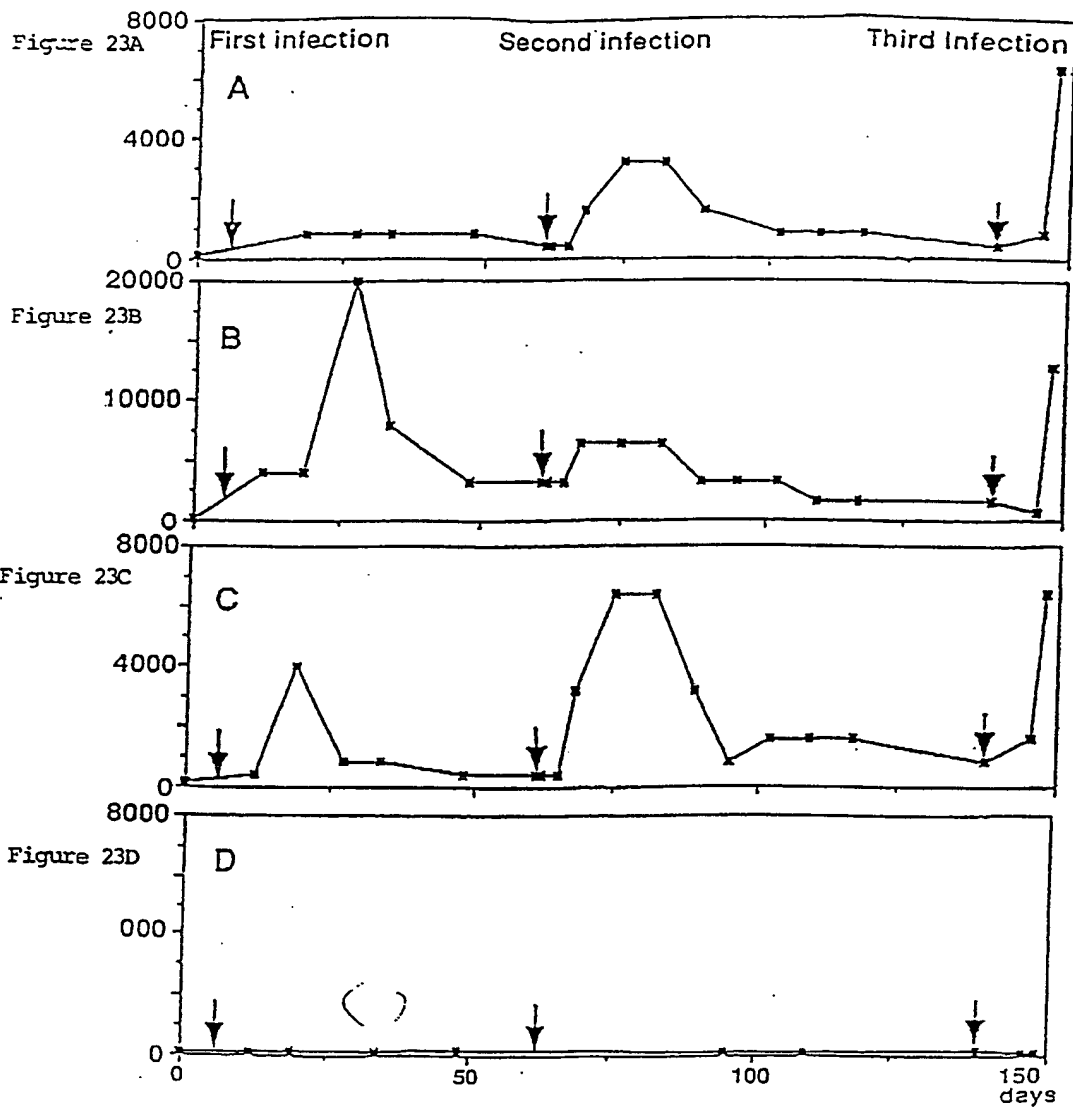 8000
Figure 23A First infection Second infection Third Infection
A
4000
0
20000
Figure 23B
B
10000
0
8000
Figure 23C
C
4000
0
8000
Figure 23D D
000
0
0 50 100 150
days